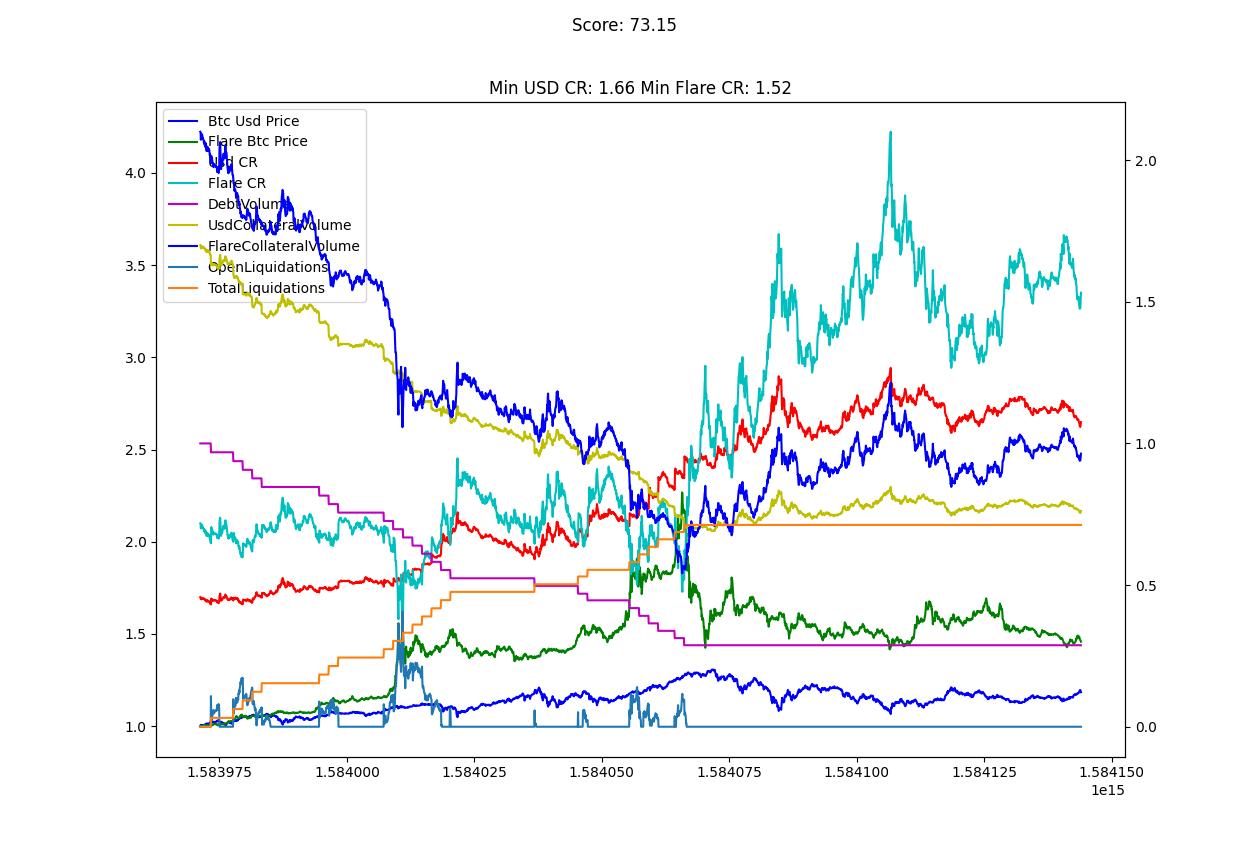 Score: 73.15
Min USD CR: 1.66 Min Flare CR: 1.52
Btc Usd Price
Flare Btc Price
Usd CR
Flare CR
DebtVolume
UsdCollateralVolume
FlareCollateralVolume
OpenLiquidations
TotalLiquidations
4.0
3.5
3.0
2.5
2.0
1.5
1.0
2.0
1.5
1.0
0.5
0.0
1.583975 1.584000 1.584025 1.584050 1.584075 1.584100 1.584125 1.584150
1e15